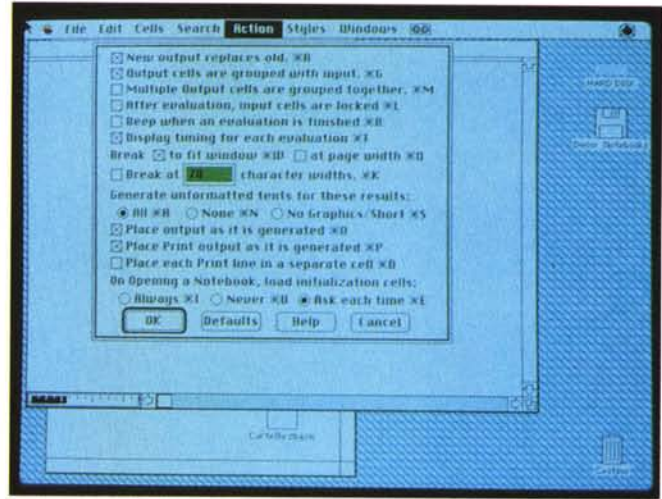 File Edit Cells Search Action Styles Windows
New output replaces old. ⌘R
Output cells are grouped with input. ⌘G
Multiple Output cells are grouped together. ⌘M
After evaluation, input cells are locked ⌘L
Beep when an evaluation is finished ⌘B
Display timing for each evaluation ⌘T
Break to fit window ⌘W at page width ⌘Q
Break at 78 character widths. ⌘K
Generate unformatted texts for these results:
All ⌘A None ⌘N No Graphics/Short ⌘S
Place output as it is generated ⌘O
Place Print output as it is generated ⌘P
Place each Print line in a separate cell ⌘D
On Opening a Notebook, load initialization cells:
Always ⌘I Never ⌘U Ask each time ⌘E
OK Defaults Help Cancel
HARD DISK
Demo Notebooks
Cartella
Cestino